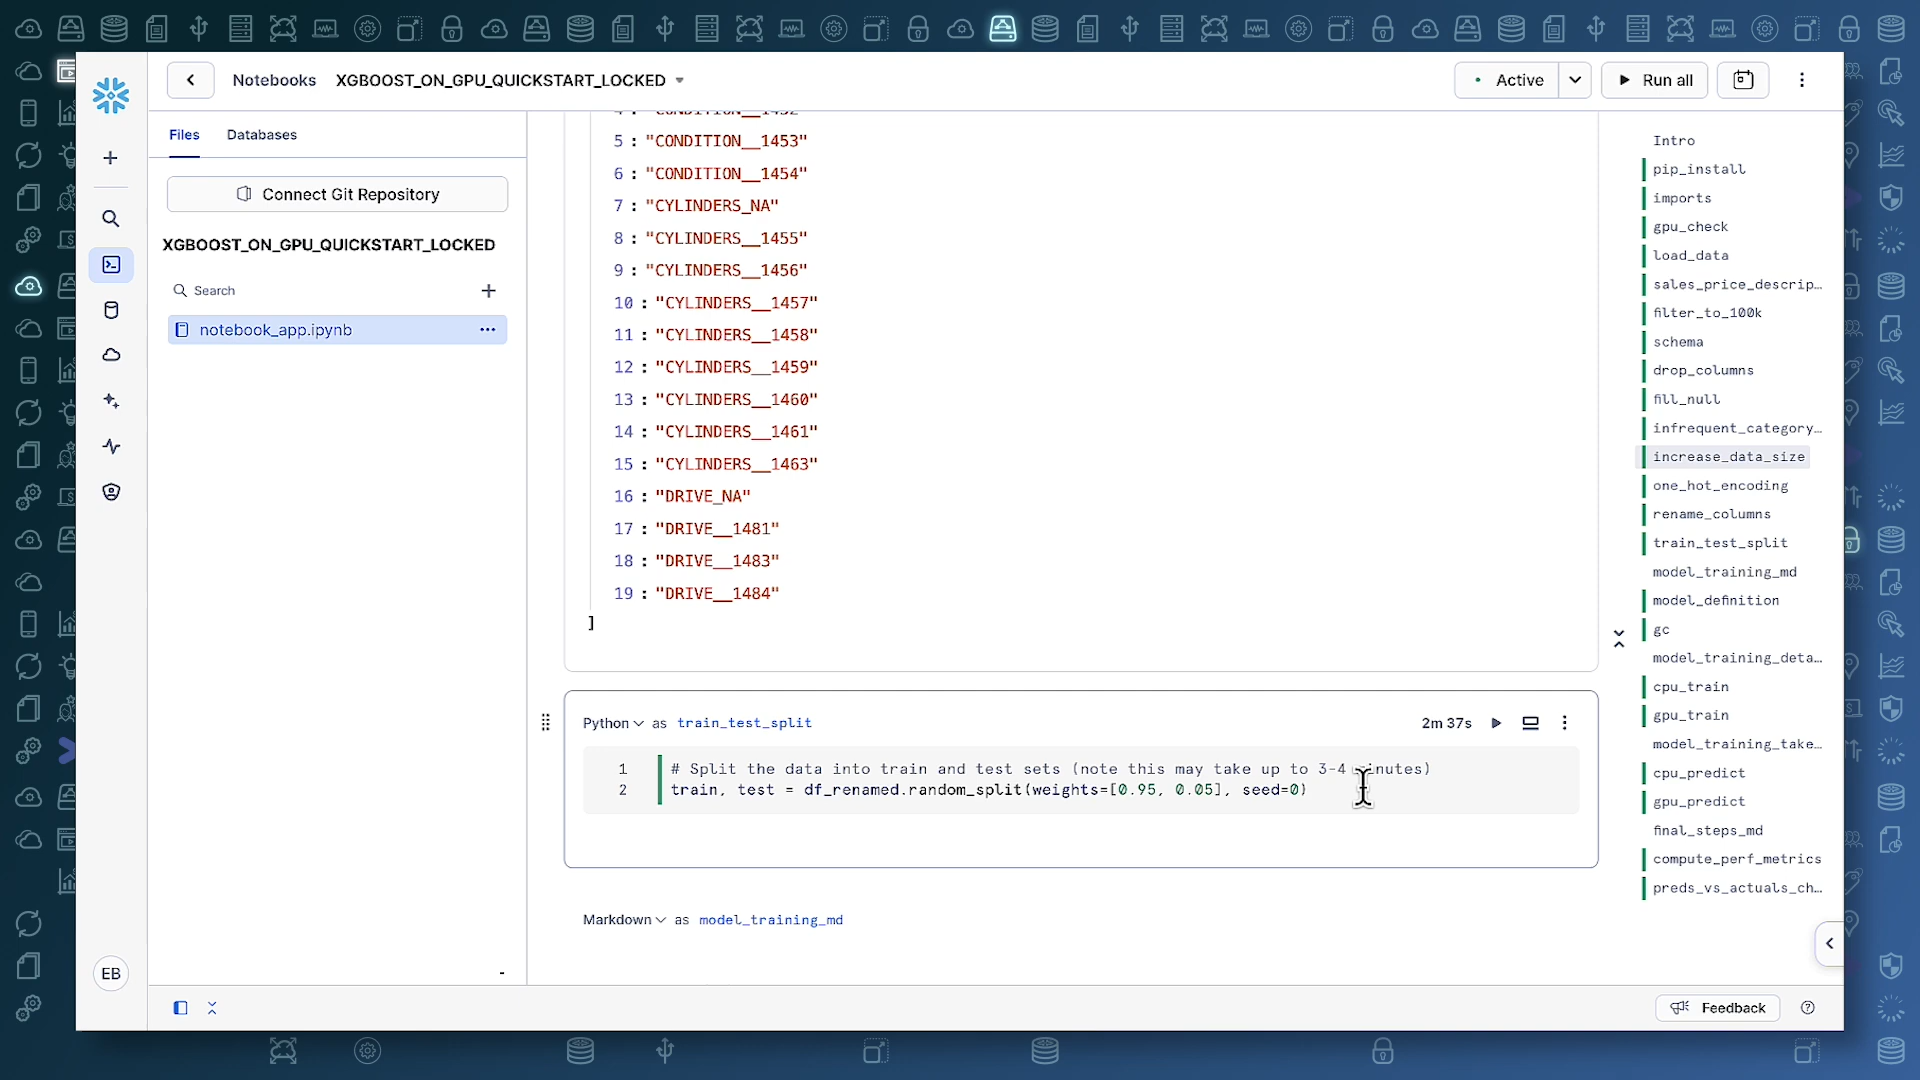 Notebooks XGBOOST_ON_GPU_QUICKSTART_LOCKED
Active
Run all
Files Databases
Connect Git Repository
XGBOOST_ON_GPU_QUICKSTART_LOCKED
Search
notebook_app.ipynb
EB
4 : "CONDITION__1452"
5 : "CONDITION__1453"
6 : "CONDITION__1454"
7 : "CYLINDERS_NA"
8 : "CYLINDERS__1455"
9 : "CYLINDERS__1456"
10 : "CYLINDERS__1457"
11 : "CYLINDERS__1458"
12 : "CYLINDERS__1459"
13 : "CYLINDERS__1460"
14 : "CYLINDERS__1461"
15 : "CYLINDERS__1463"
16 : "DRIVE_NA"
17 : "DRIVE__1481"
18 : "DRIVE__1483"
19 : "DRIVE__1484"
]
Python as train_test_split
2m 37s
1 # Split the data into train and test sets (note this may take up to 3-4 minutes)
2 train, test = df_renamed.random_split(weights=[0.95, 0.05], seed=0)
Markdown as model_training_md
Intro
pip_install
imports
gpu_check
load_data
sales_price_descrip…
filter_to_100k
schema
drop_columns
fill_null
infrequent_category…
increase_data_size
one_hot_encoding
rename_columns
train_test_split
model_training_md
model_definition
gc
model_training_deta…
cpu_train
gpu_train
model_training_take…
cpu_predict
gpu_predict
final_steps_md
compute_perf_metrics
preds_vs_actuals_ch…
Feedback